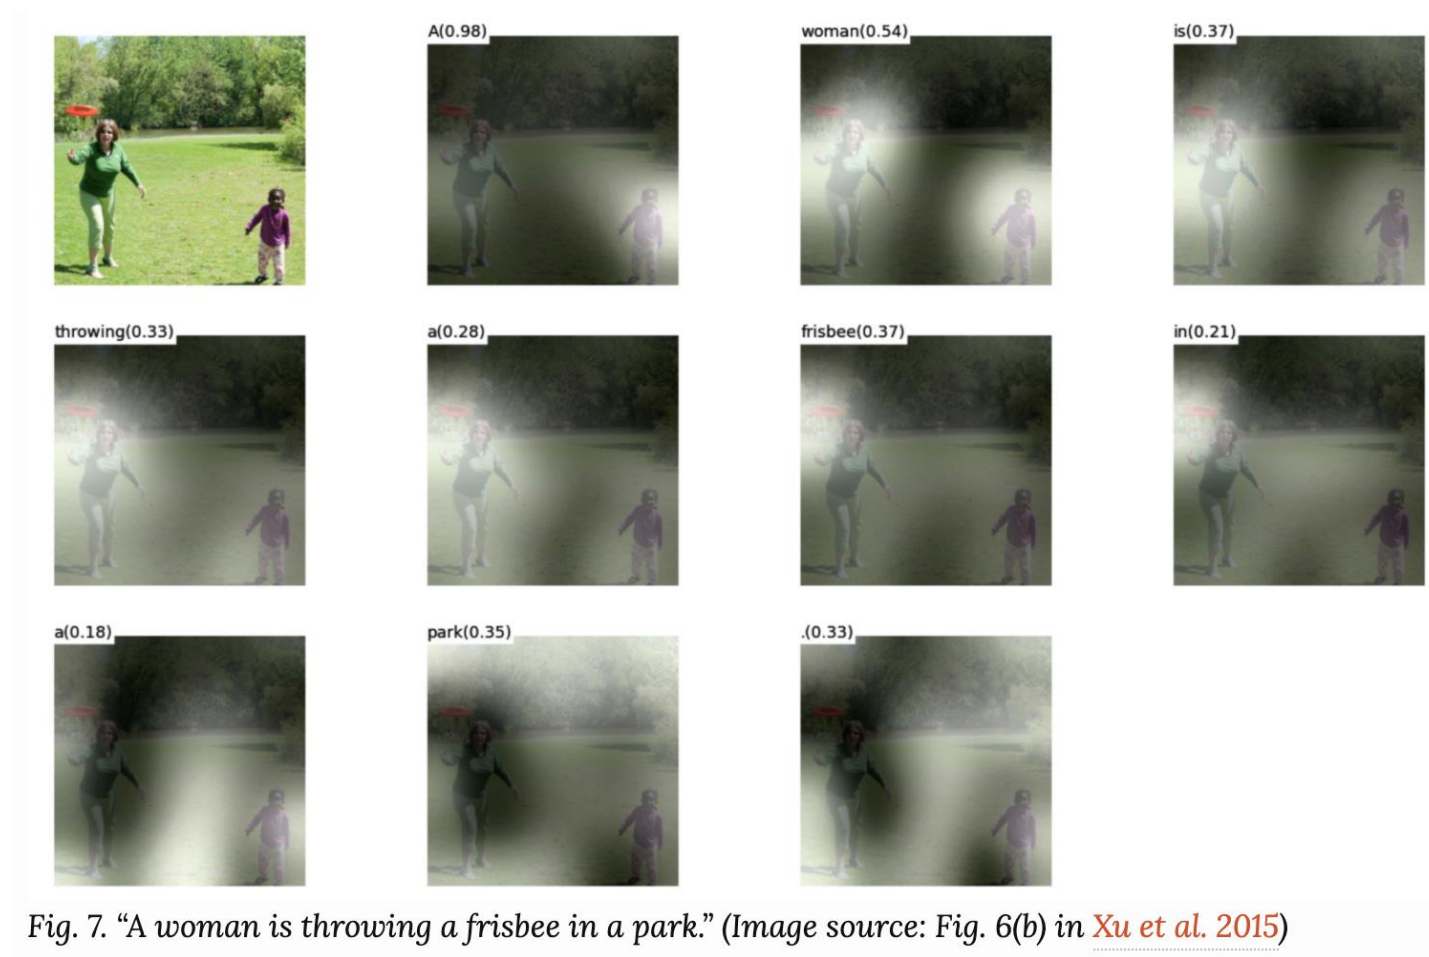 A(0.98)
woman(0.54)
is(0.37)
throwing(0.33)
a(0.28)
frisbee(0.37)
in(0.21)
a(0.18)
park(0.35)
.(0.33)
Fig. 7. “A woman is throwing a frisbee in a park.” (Image source: Fig. 6(b) in Xu et al. 2015)